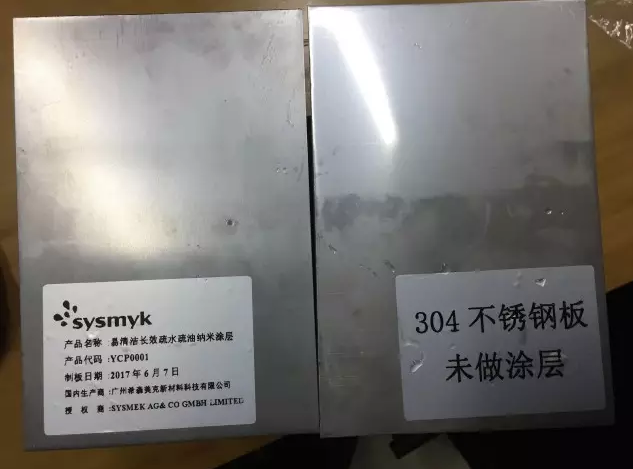 sysmyk
产品名称:易清洁长效疏水疏油纳米涂层
产品代码:YCP0001
制板日期:2017年6月7日
国内生产商:广州希森美克新材料科技有限公司
授权商:SYSMEK AG& CO GMBH LIMITEL
304不锈钢板
未做涂层